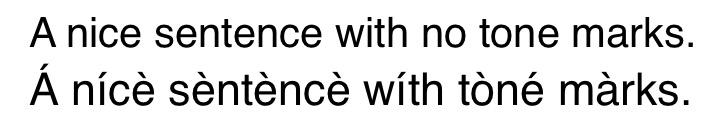 A nice sentence with no tone marks.
Á nícè sèntèncè wíth tòné màrks.